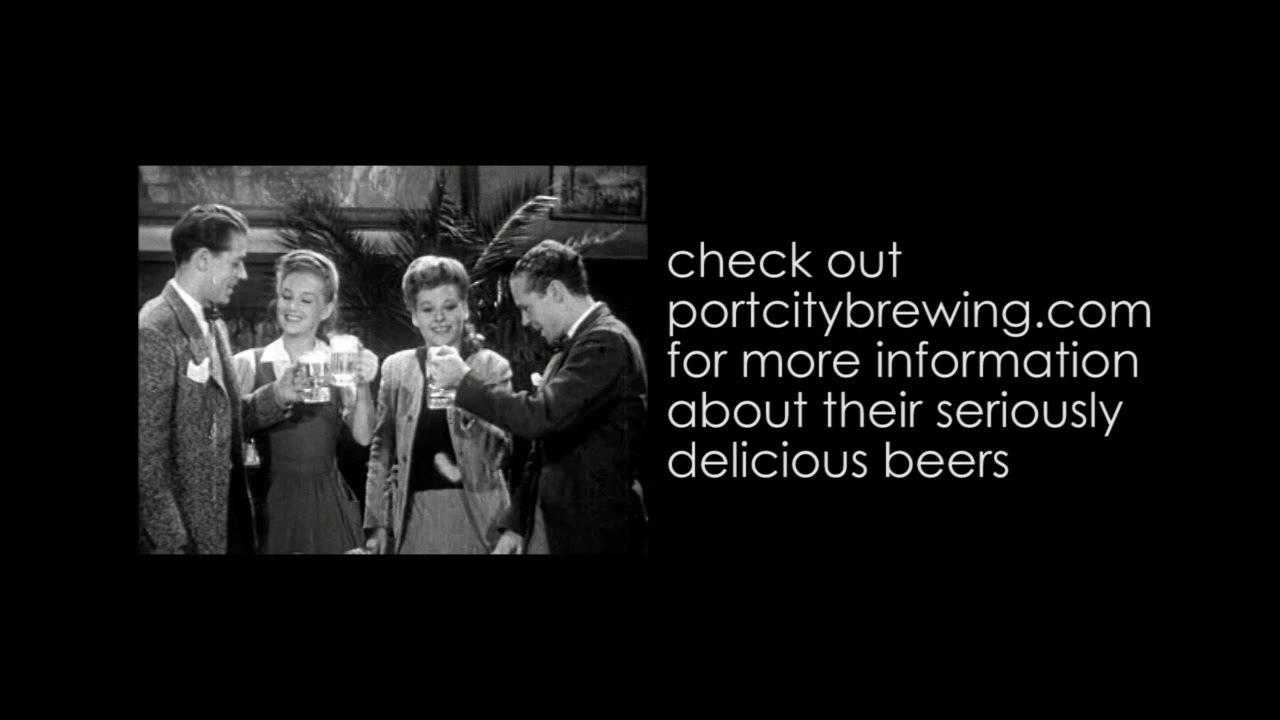 check out
portcitybrewing.com
for more information
about their seriously
delicious beers